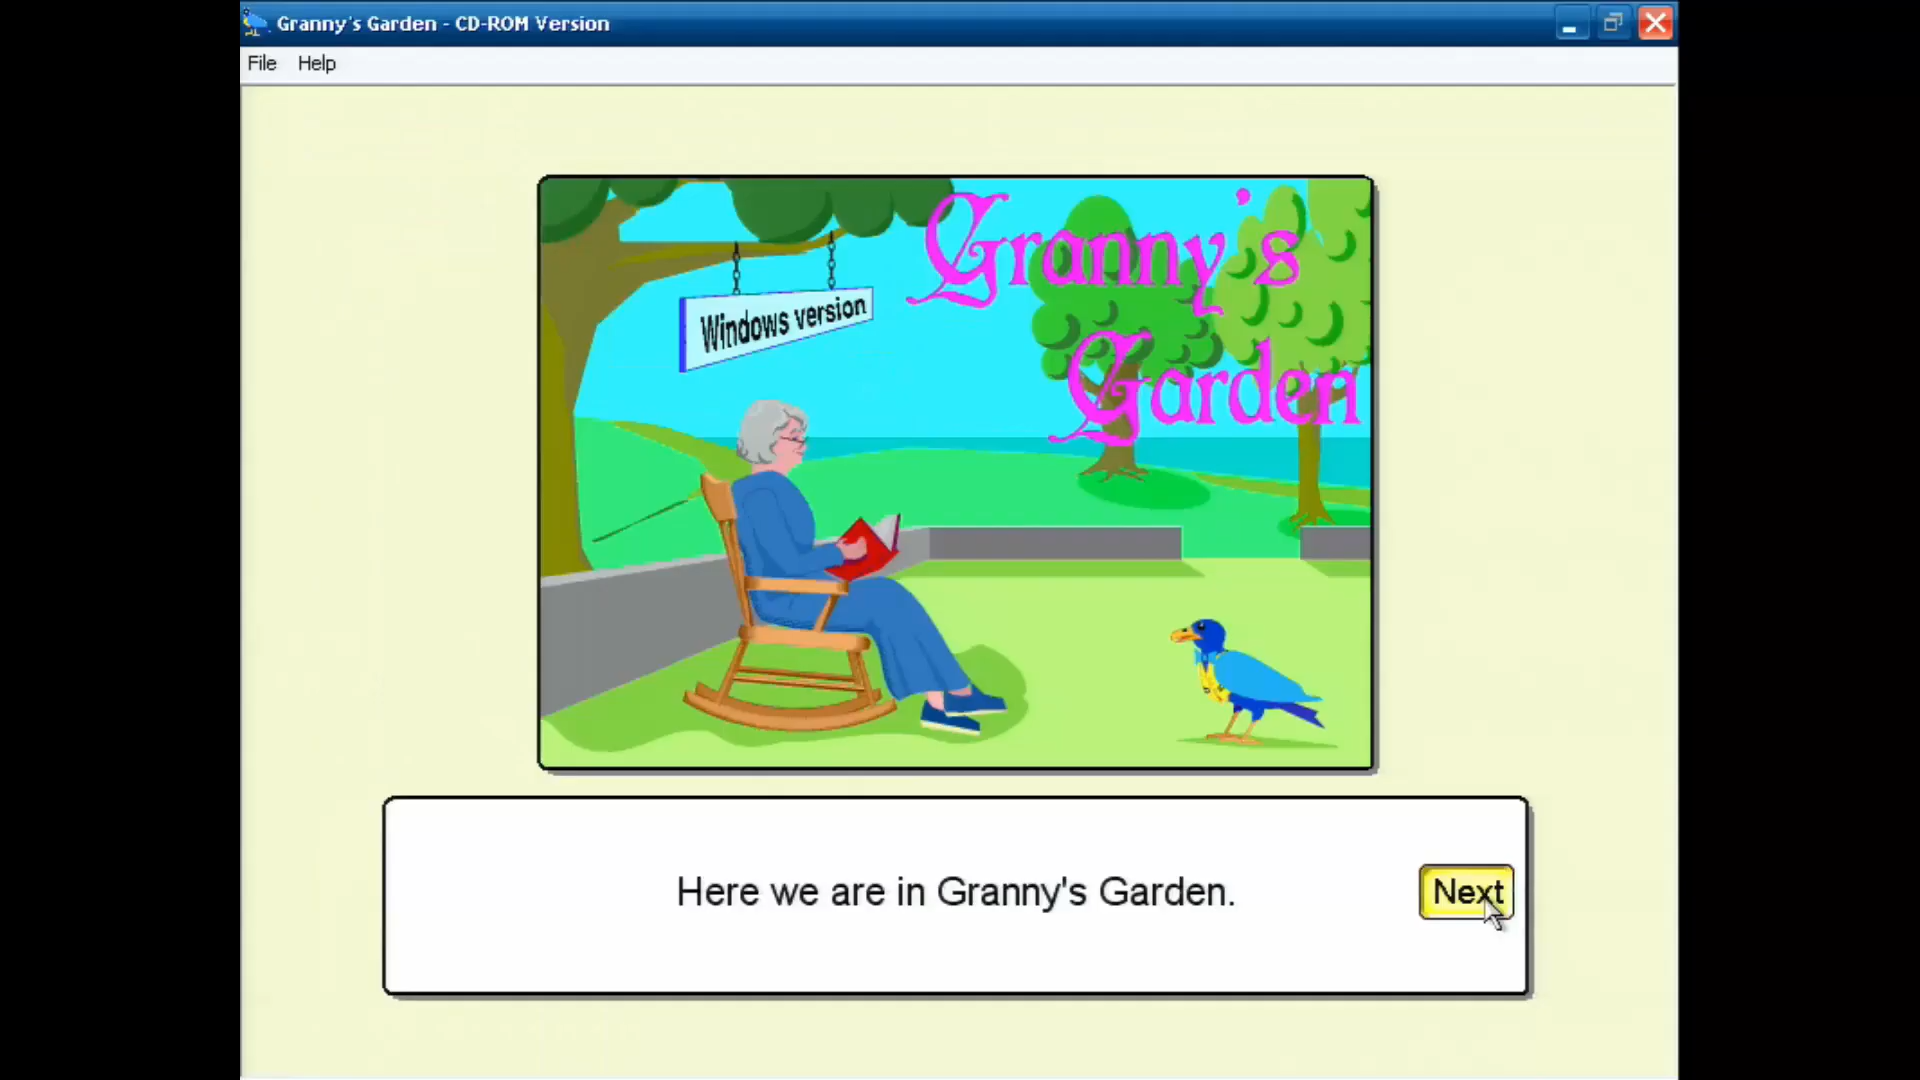 Granny's Garden - CD-ROM Version
File Help
Granny's
Garden
Windows version
Here we are in Granny's Garden.
Next